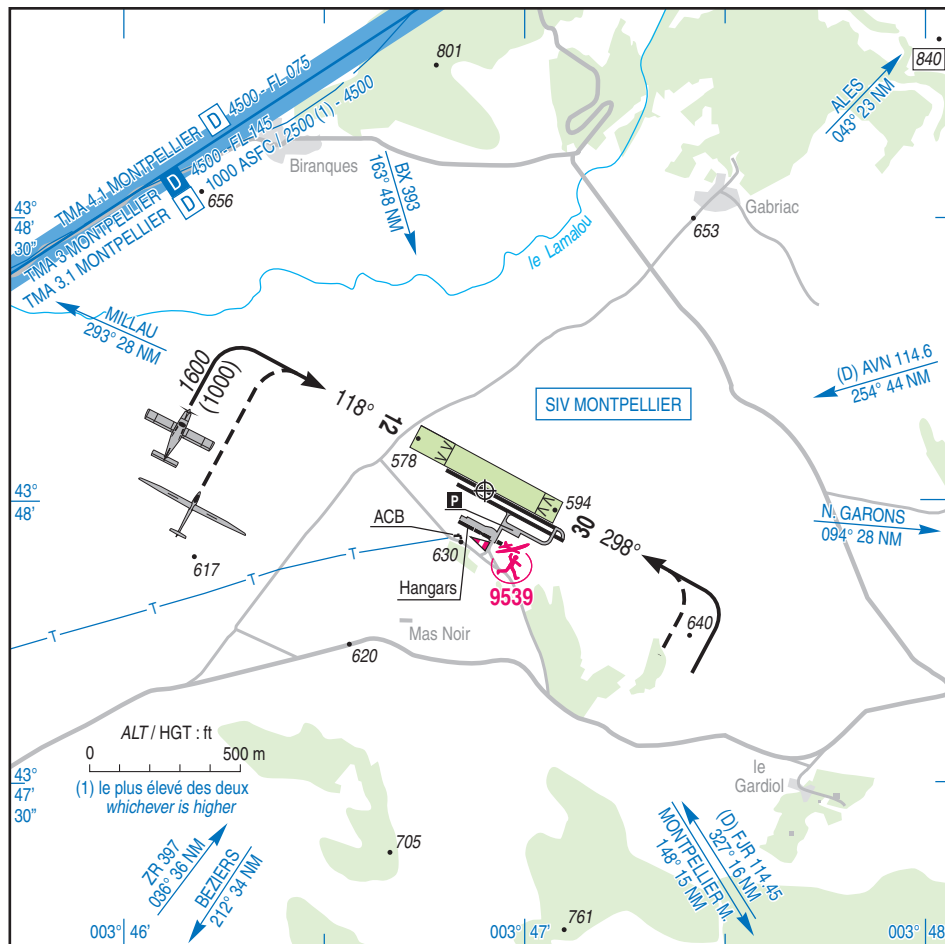 801
840
ALES
043° 23 NM
TMA 4.1 MONTPELLIER D 4500 - FL 075
TMA 3 MONTPELLIER D 4500 - FL 145
TMA 3.1 MONTPELLIER D 1000 ASFC / 2500 (1) - 4500
Biranques
BX 393
163° 48 NM
656
43°
48'
30"
Gabriac
653
le Lamalou
MILLAU
293° 28 NM
1600
(1000)
118°
12
SIV MONTPELLIER
(D) AVN 114.6
254° 44 NM
578
43°
48'
P
594
ACB
30
298°
N. GARONS
094° 28 NM
630
617
Hangars
9539
T
T
Mas Noir
640
620
ALT / HGT : ft
0 500 m
(1) le plus élevé des deux
whichever is higher
43°
47'
30"
le
Gardiol
ZR 397
036° 36 NM
BEZIERS
212° 34 NM
705
(D) FJR 114.45
327° 16 NM
MONTPELLIER M.
148° 15 NM
761
003° 46'
003° 47'
003° 48'